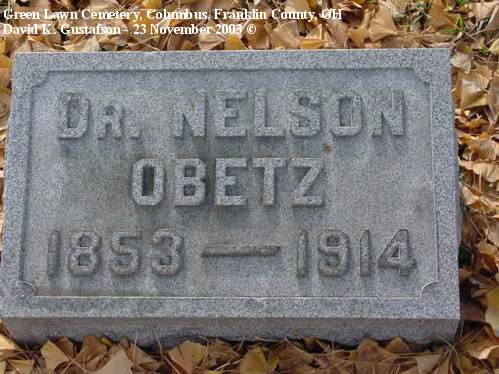 Green Lawn Cemetery, Columbus, Franklin County, OH
David K. Gustafson - 23 November 2003 ©
DR. NELSON
OBETZ
1853 — 1914